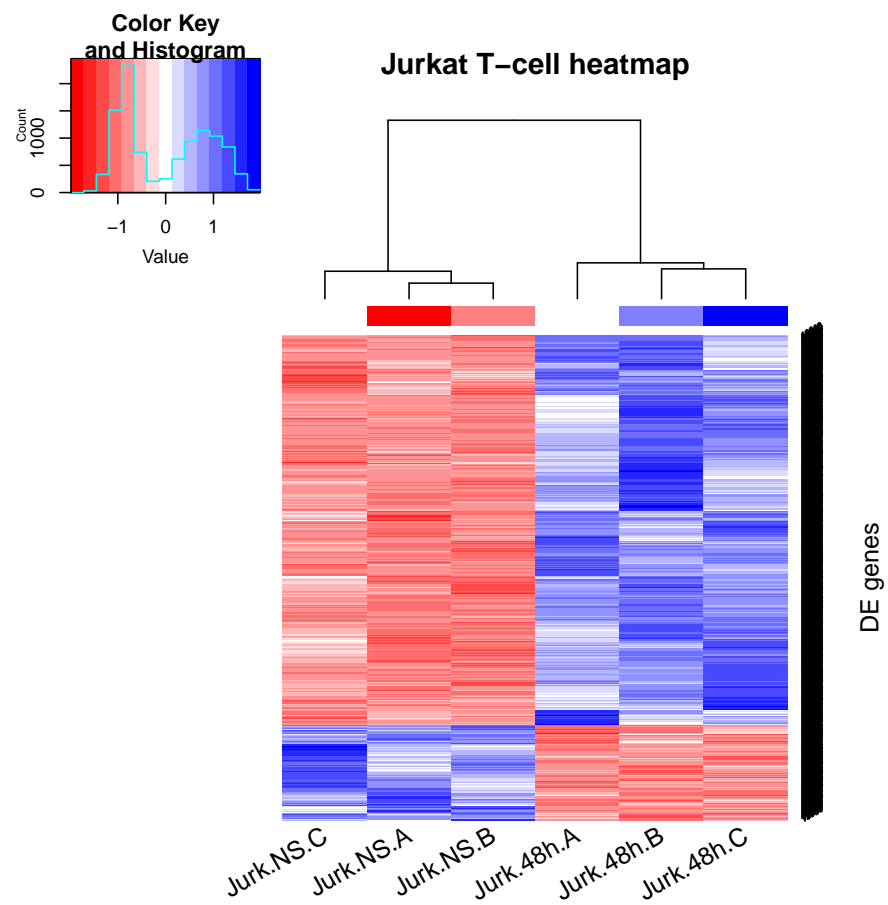 Color Key
and Histogram
Count
0
1000
−1
0
1
Value
Jurkat T−cell heatmap
DE genes
Jurk.NS.C
Jurk.NS.A
Jurk.NS.B
Jurk.48h.A
Jurk.48h.B
Jurk.48h.C